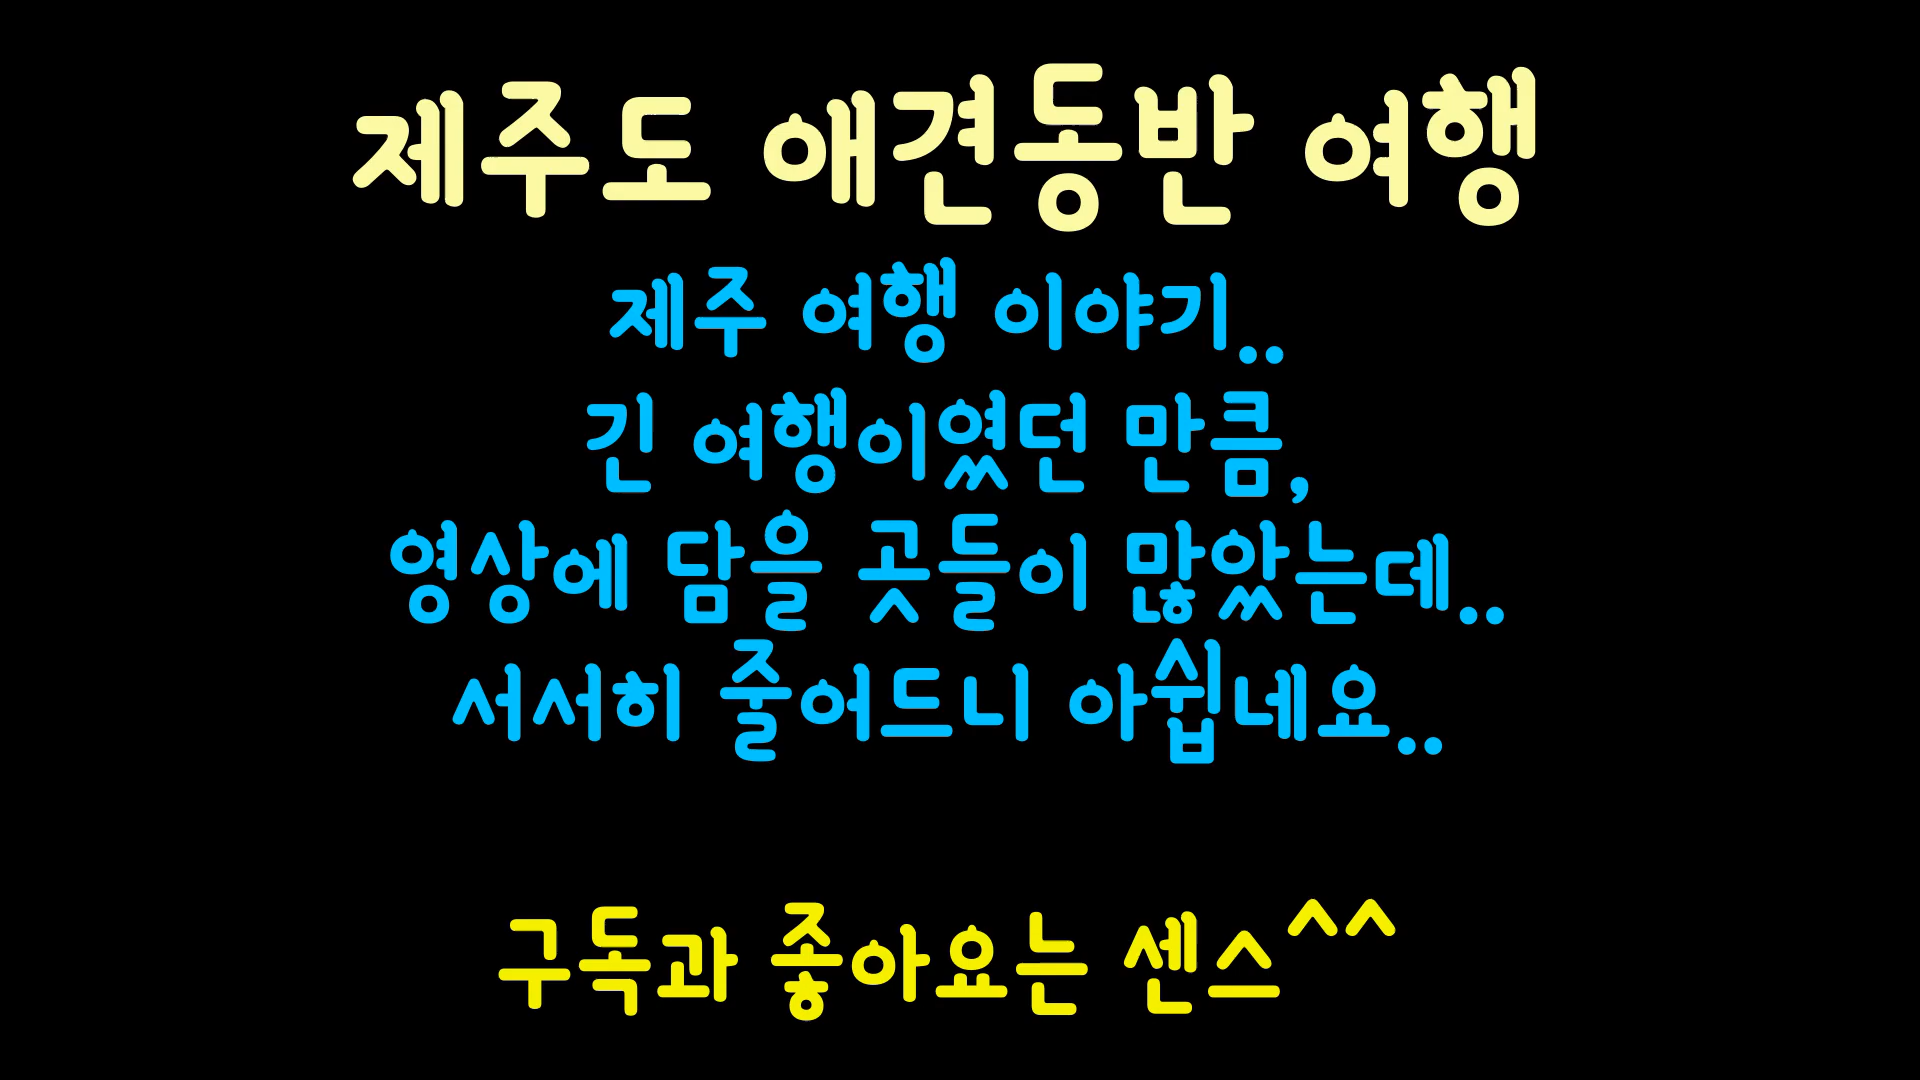 제주도 애견동반 여행
제주 여행 이야기..
긴 여행이였던 만큼,
영상에 담을 곳들이 많았는데..
서서히 줄어드니 아쉽네요..
구독과 좋아요는 센스^^